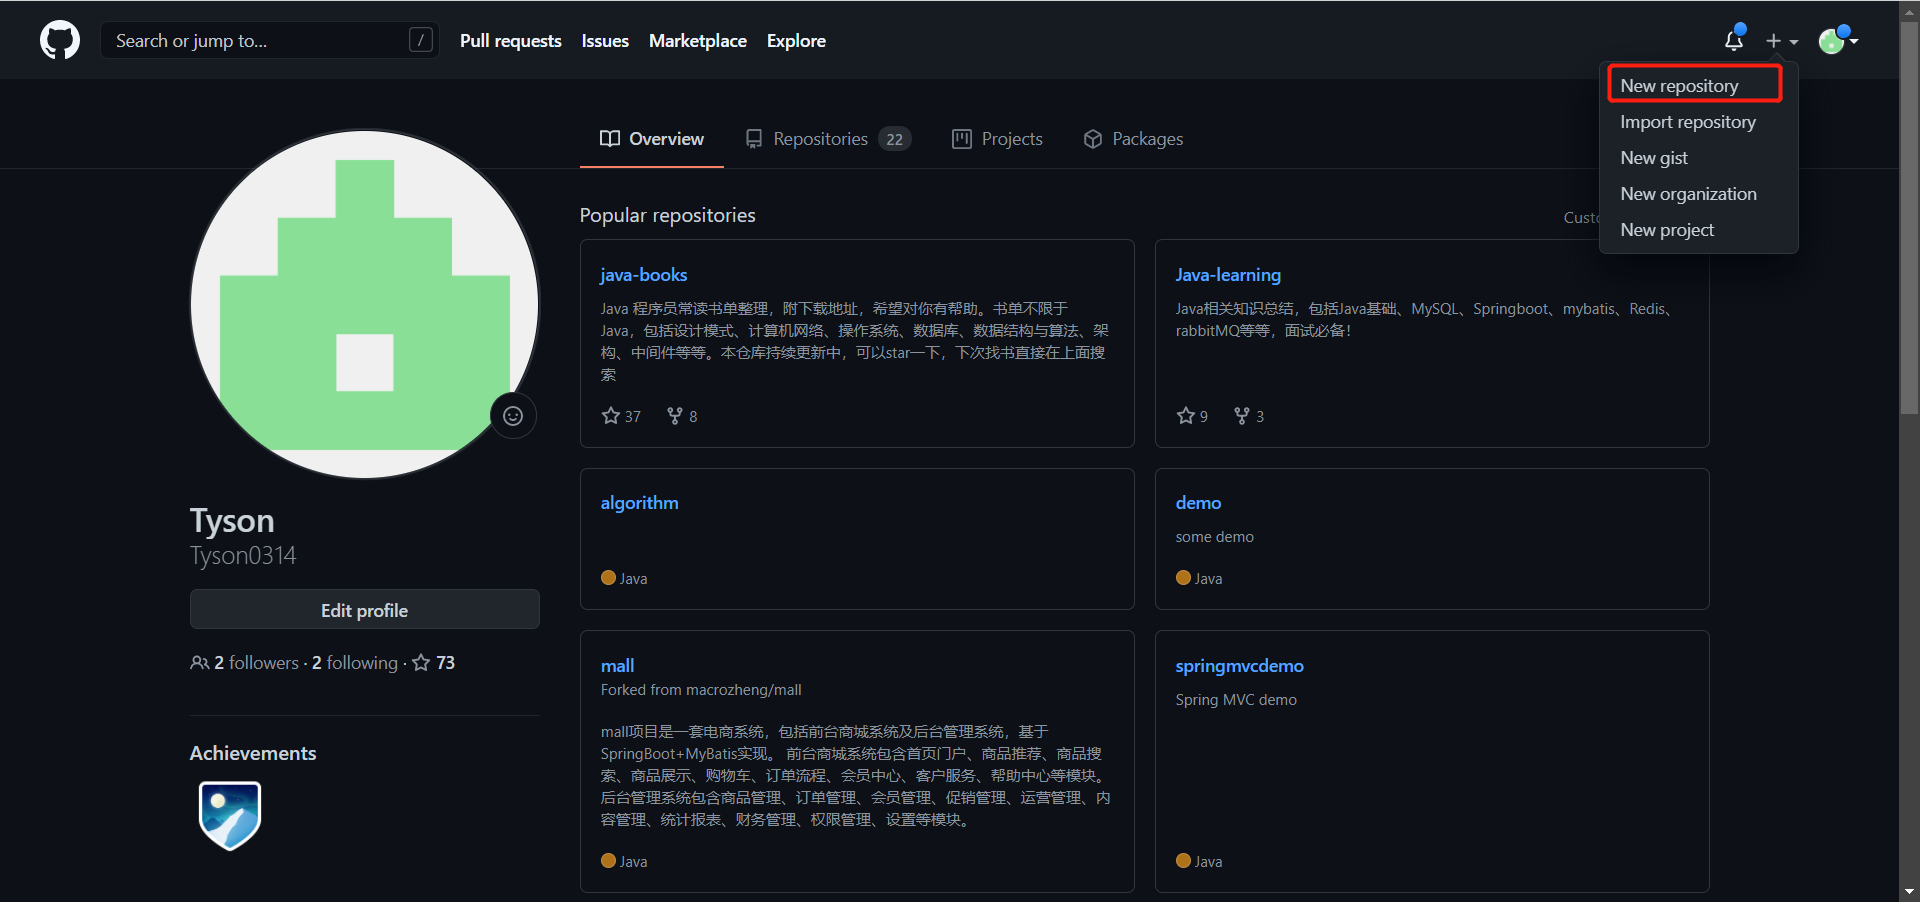 Search or jump to...
/
Pull requests
Issues
Marketplace
Explore
New repository
Import repository
New gist
New organization
New project
Overview
Repositories 22
Projects
Packages
Popular repositories
Custo
java-books
Java 程序员常读书单整理，附下载地址，希望对你有帮助。书单不限于
Java，包括设计模式、计算机网络、操作系统、数据库、数据结构与算法、架
构、中间件等等。本仓库持续更新中，可以star一下，下次找书直接在上面搜
索
37 8
Java-learning
Java相关知识总结，包括Java基础、MySQL、Springboot、mybatis、Redis、
rabbitMQ等等，面试必备！
9 3
algorithm
Java
demo
some demo
Java
mall
Forked from macrozheng/mall
mall项目是一套电商系统，包括前台商城系统及后台管理系统，基于
SpringBoot+MyBatis实现。 前台商城系统包含首页门户、商品推荐、商品搜
索、商品展示、购物车、订单流程、会员中心、客户服务、帮助中心等模块。
后台管理系统包含商品管理、订单管理、会员管理、促销管理、运营管理、内
容管理、统计报表、财务管理、权限管理、设置等模块。
Java
springmvcdemo
Spring MVC demo
Java
Tyson
Tyson0314
Edit profile
2 followers · 2 following · 73
Achievements